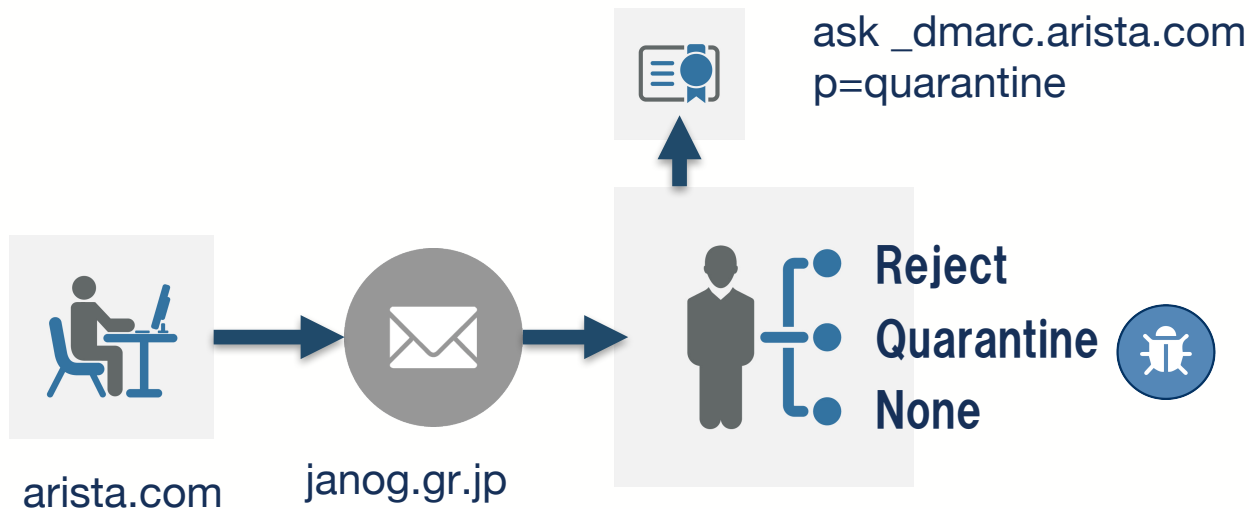 ask _dmarc.arista.com
p=quarantine
Reject
Quarantine
None
arista.com
janog.gr.jp